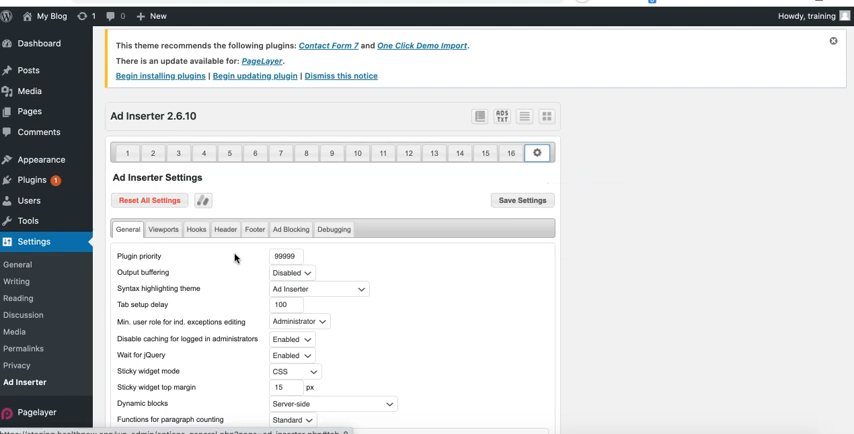 My Blog 1 0 New Howdy, training
Dashboard
Posts
Media
Pages
Comments
Appearance
Plugins 1
Users
Tools
Settings
General
Writing
Reading
Discussion
Media
Permalinks
Privacy
Ad Inserter
Pagelayer
This theme recommends the following plugins: Contact Form 7 and One Click Demo Import.
There is an update available for: PageLayer.
Begin installing plugins | Begin updating plugin | Dismiss this notice
Ad Inserter 2.6.10 ADS TXT
1 2 3 4 5 6 7 8 9 10 11 12 13 14 15 16
Ad Inserter Settings
Reset All Settings Save Settings
General Viewports Hooks Header Footer Ad Blocking Debugging
Plugin priority 99999
Output buffering Disabled
Syntax highlighting theme Ad Inserter
Tab setup delay 100
Min. user role for ind. exceptions editing Administrator
Disable caching for logged in administrators Enabled
Wait for jQuery Enabled
Sticky widget mode CSS
Sticky widget top margin 15 px
Dynamic blocks Server-side
Functions for paragraph counting Standard